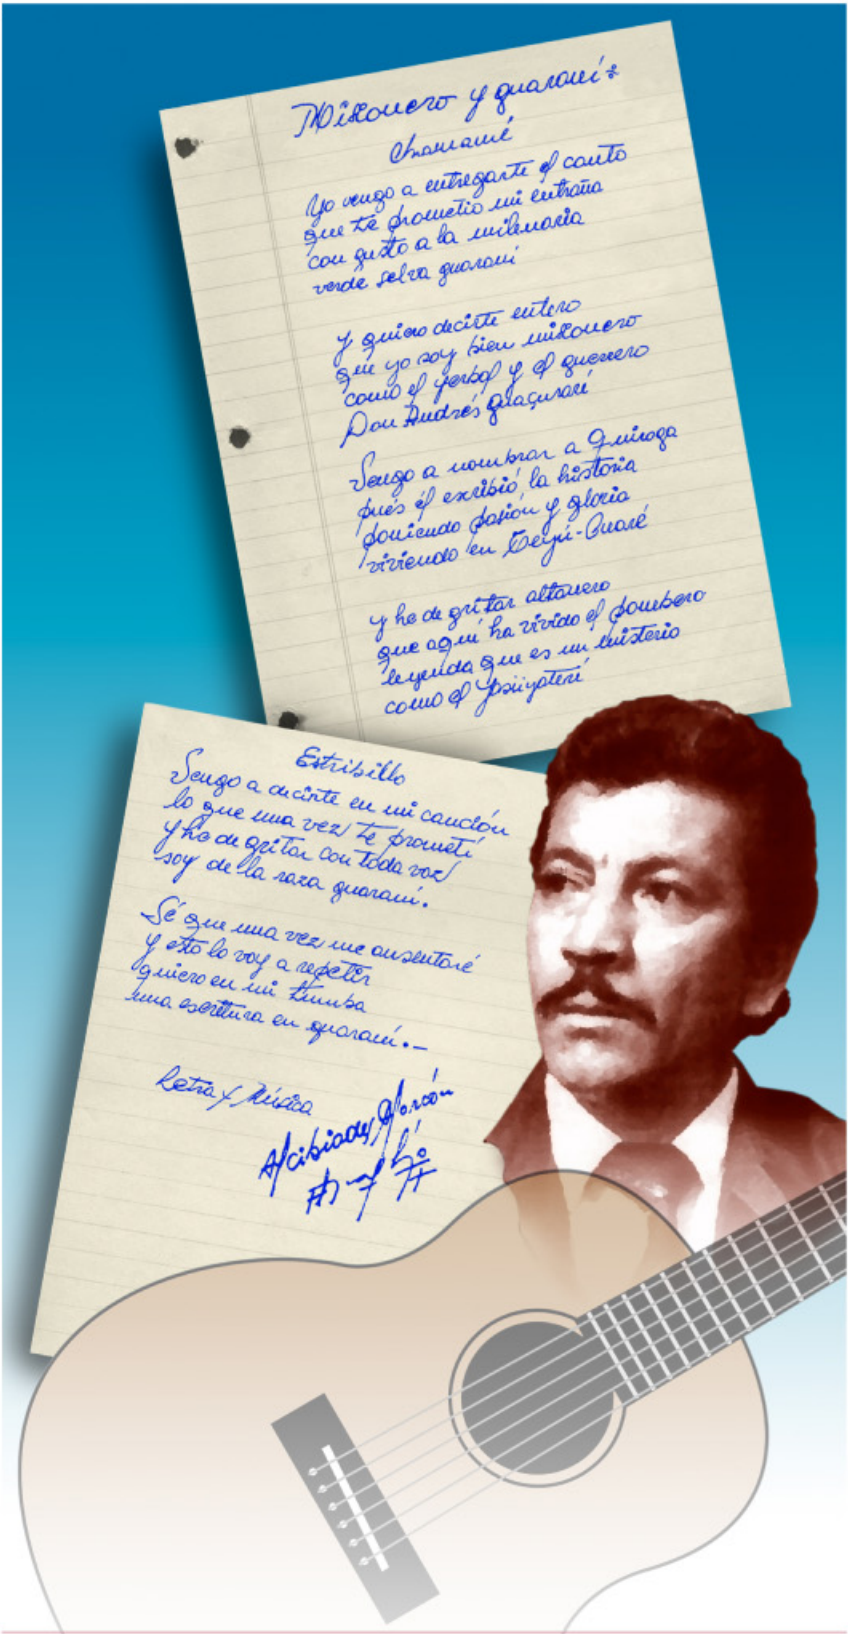 Misionero y guaraní:
Chamamé
Yo vengo a entregarte el canto
que te prometio mi entraña
con gusto a la milenaria
verde selva guaraní
Y quiero decirte entero
que yo soy bien misionero
como el yerbal y el guerrero
Don Andrés Guaçurarí
Vengo a nombrar a Quiroga
pués él escribió la historia
poniendo pasión y gloria
viviendo en Teyú-Cuaré
y he de gritar altanero
que aquí ha vivido el pombero
leyenda que es un misterio
como el Yasiyateré
Estribillo
Vengo a decirte en mi canción
lo que una vez te prometí
y he de gritar con toda voz
soy de la raza guaraní.
Sé que una vez me ausentaré
y esto lo voy a repetir
quiero en mi tumba
una escritura en guaraní.—
Letra y Música
Alcibiades Alarcón